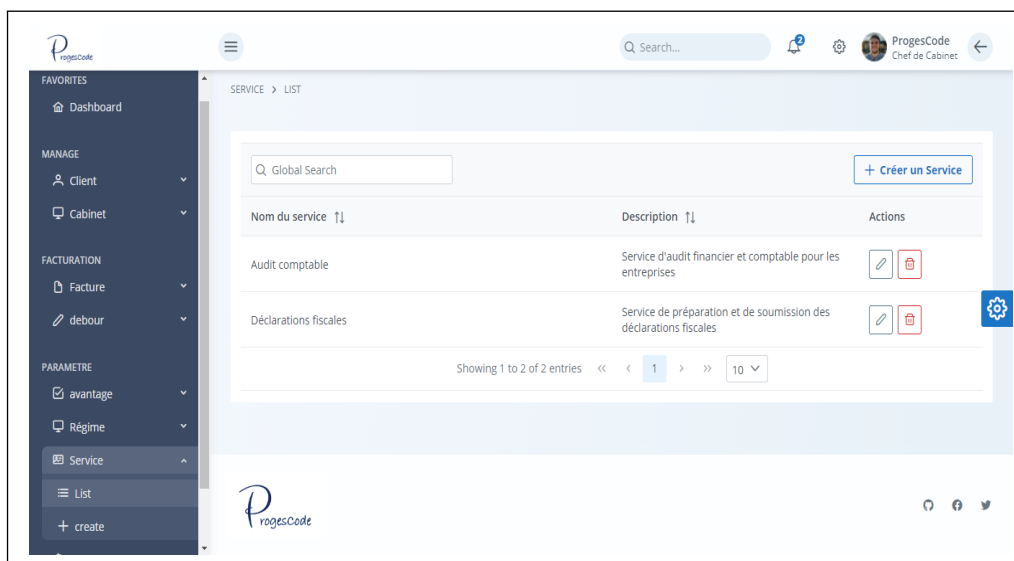 ProgesCode
Search...
2
ProgesCode
Chef de Cabinet
FAVORITES
Dashboard
MANAGE
Client
Cabinet
FACTURATION
Facture
debour
PARAMETRE
avantage
Régime
Service
List
create
SERVICE > LIST
Global Search
+ Créer un Service
Nom du service
Description
Actions
Audit comptable
Service d'audit financier et comptable pour les
entreprises
Déclarations fiscales
Service de préparation et de soumission des
déclarations fiscales
Showing 1 to 2 of 2 entries « < 1 > » 10
ProgesCode